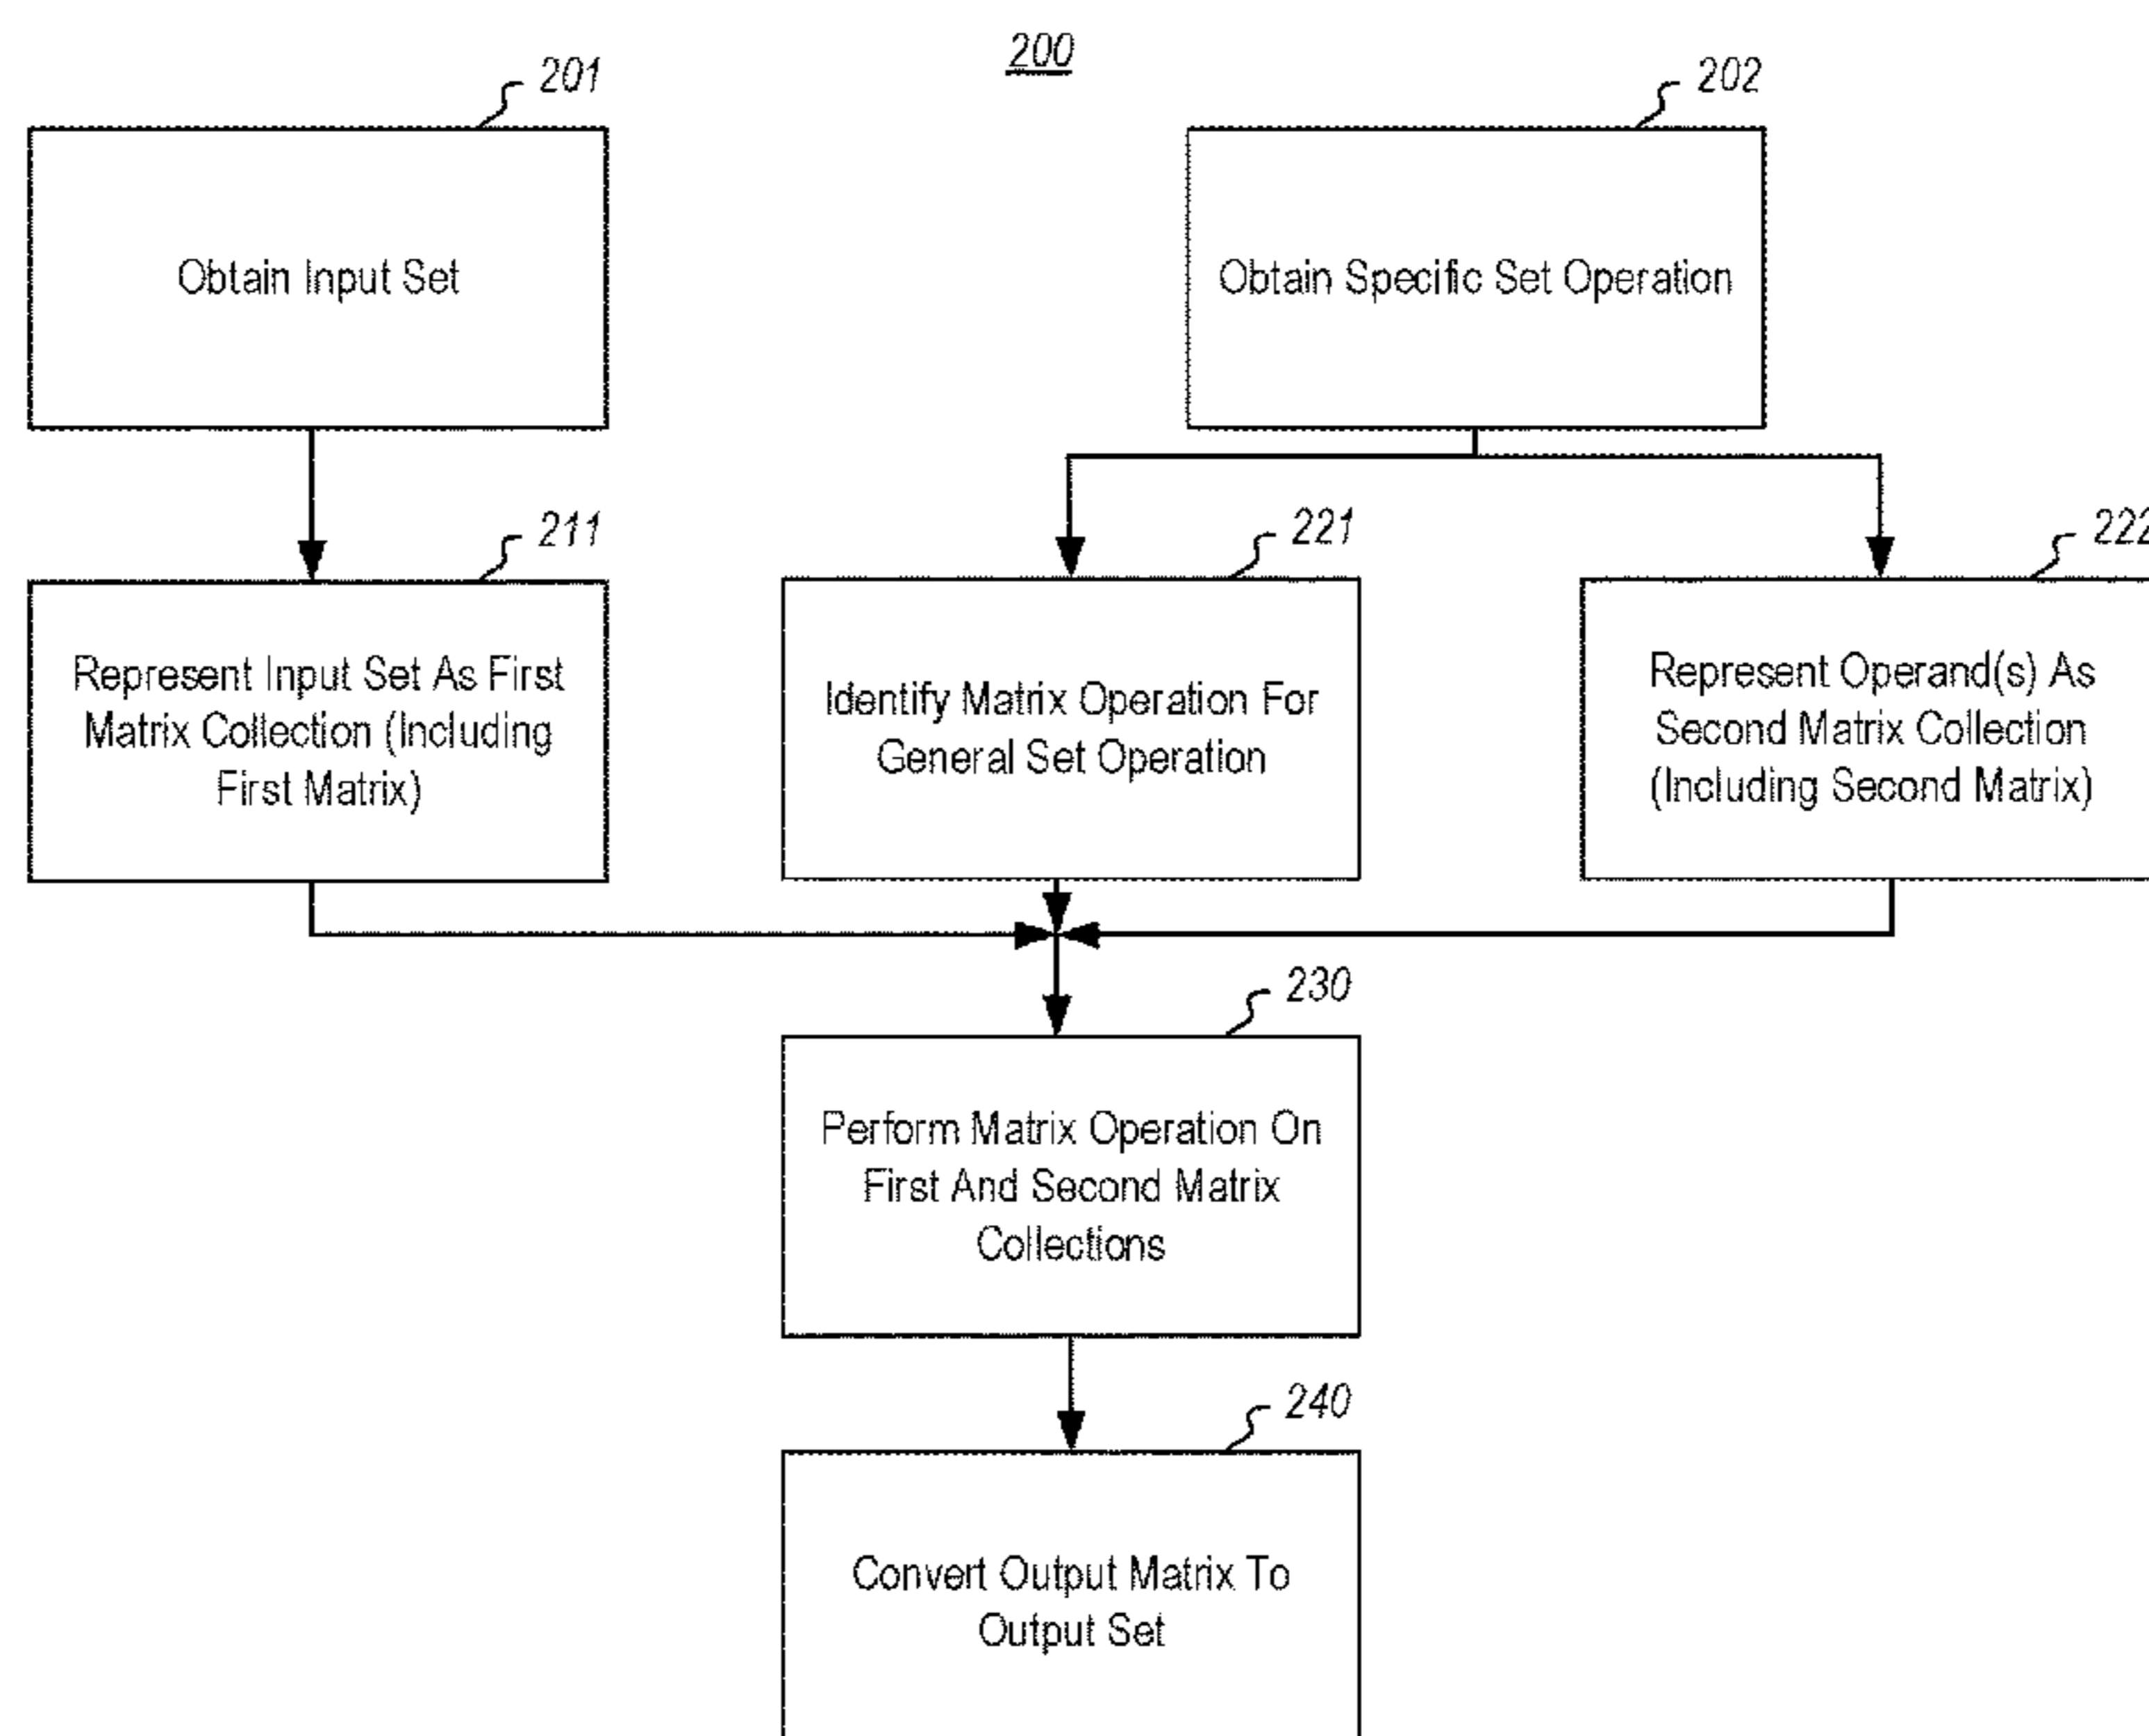 200
201
202
Obtain Input Set
Obtain Specific Set Operation
211
221
222
Represent Input Set As First
Matrix Collection (Including
First Matrix)
Identify Matrix Operation For
General Set Operation
Represent Operand(s) As
Second Matrix Collection
(Including Second Matrix)
230
Perform Matrix Operation On
First And Second Matrix
Collections
240
Convert Output Matrix To
Output Set